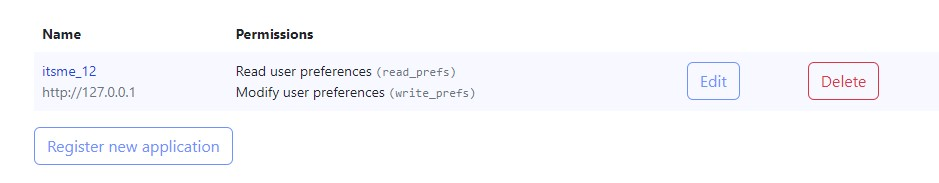 Name Permissions
itsme_12 Read user preferences (read_prefs)
http://127.0.0.1 Modify user preferences (write_prefs)
Edit Delete
Register new application